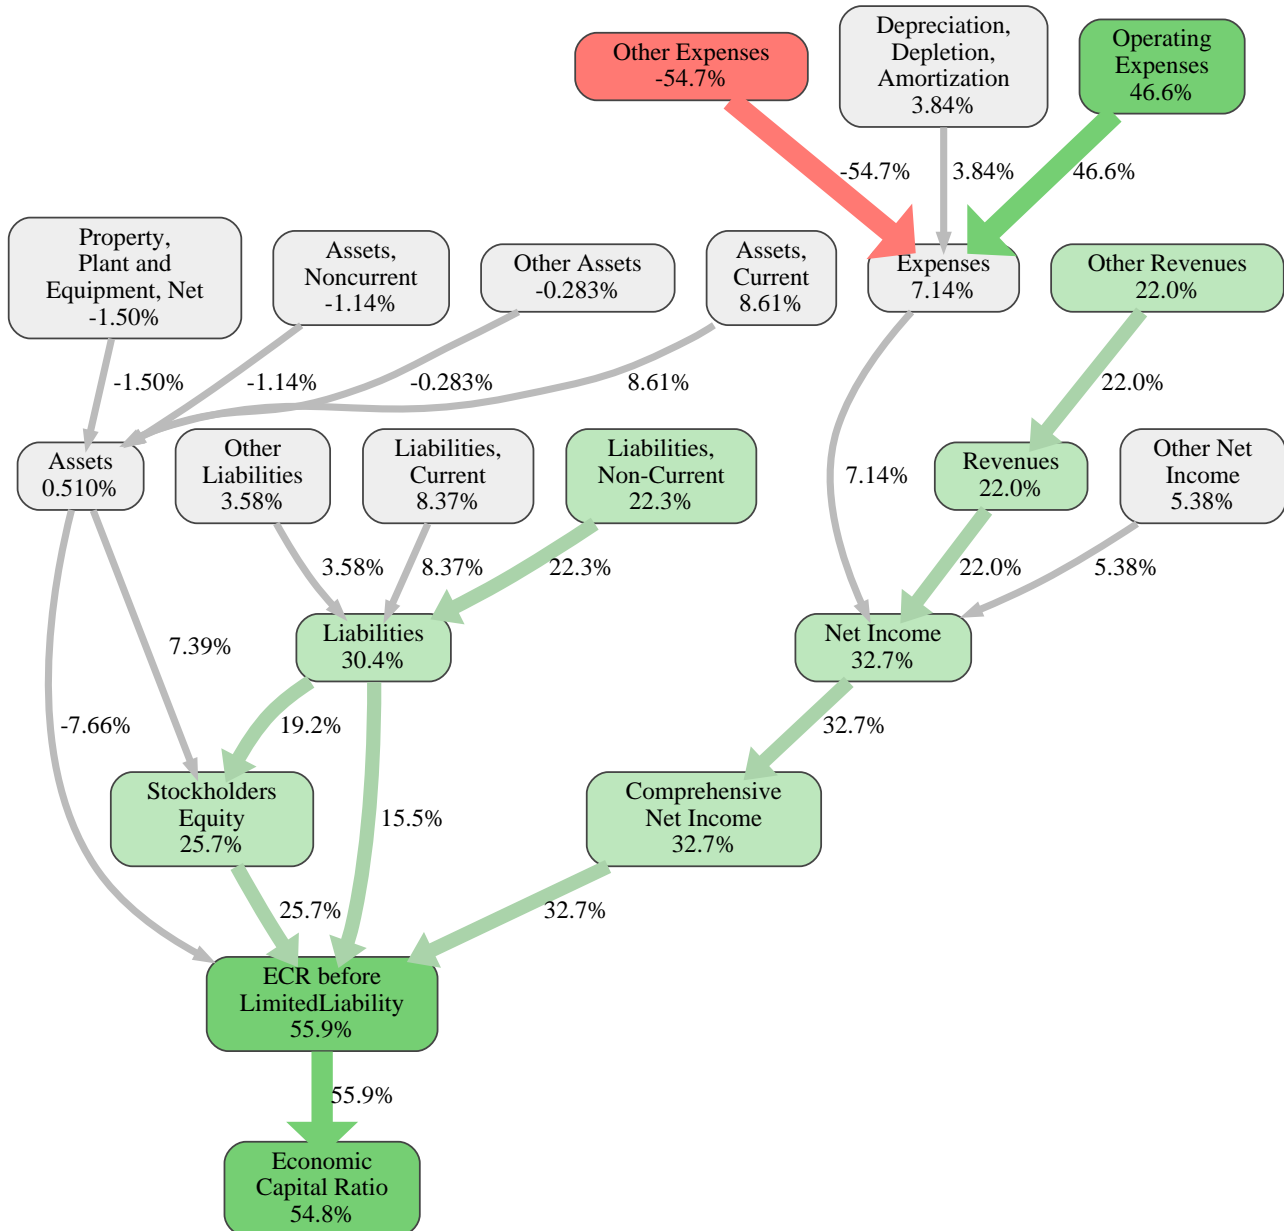 Other Expenses
-54.7%
Depreciation,
Depletion,
Amortization
3.84%
Operating
Expenses
46.6%
-54.7%
3.84%
46.6%
Property,
Plant and
Equipment, Net
-1.50%
Assets,
Noncurrent
-1.14%
Other Assets
-0.283%
Assets,
Current
8.61%
Expenses
7.14%
Other Revenues
22.0%
-1.50%
-1.14%
-0.283%
8.61%
22.0%
Assets
0.510%
Other
Liabilities
3.58%
Liabilities,
Current
8.37%
Liabilities,
Non-Current
22.3%
7.14%
Revenues
22.0%
Other Net
Income
5.38%
3.58%
8.37%
22.3%
22.0%
5.38%
7.39%
Liabilities
30.4%
Net Income
32.7%
-7.66%
19.2%
32.7%
Stockholders
Equity
25.7%
15.5%
Comprehensive
Net Income
32.7%
25.7%
32.7%
ECR before
LimitedLiability
55.9%
55.9%
Economic
Capital Ratio
54.8%